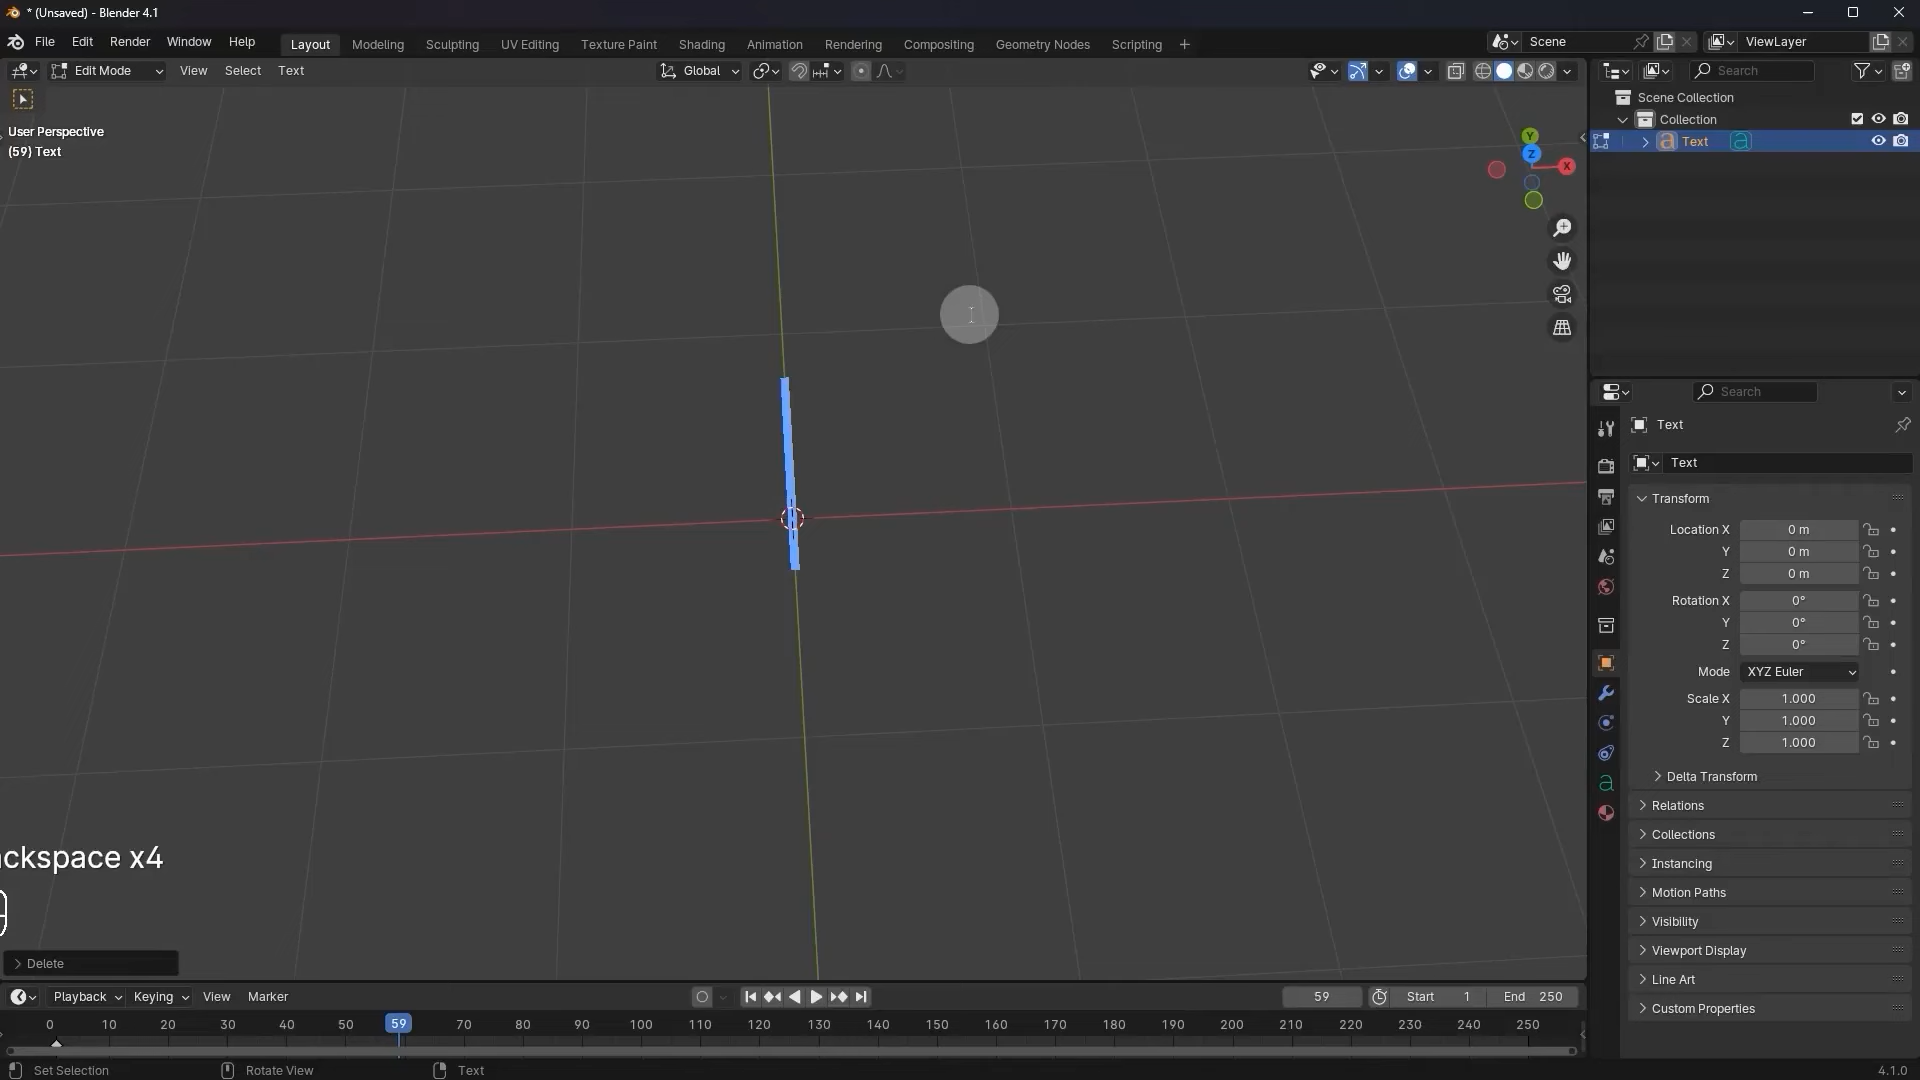 * (Unsaved) - Blender 4.1
File Edit Render Window Help
Layout Modeling Sculpting UV Editing Texture Paint Shading Animation Rendering Compositing Geometry Nodes Scripting +
Scene
ViewLayer
Edit Mode View Select Text
Global
Search
User Perspective
(59) Text
Y
Z
X
Scene Collection
Collection
Text
Search
Text
Text
Transform
Location X 0 m
Y 0 m
Z 0 m
Rotation X 0°
Y 0°
Z 0°
Mode XYZ Euler
Scale X 1.000
Y 1.000
Z 1.000
Delta Transform
Relations
Collections
Instancing
Motion Paths
Visibility
Viewport Display
Line Art
Custom Properties
ckspace x4
Delete
Playback Keying View Marker
59
Start 1 End 250
0 10 20 30 40 50 59 70 80 90 100 110 120 130 140 150 160 170 180 190 200 210 220 230 240 250
Set Selection Rotate View Text
4.1.0